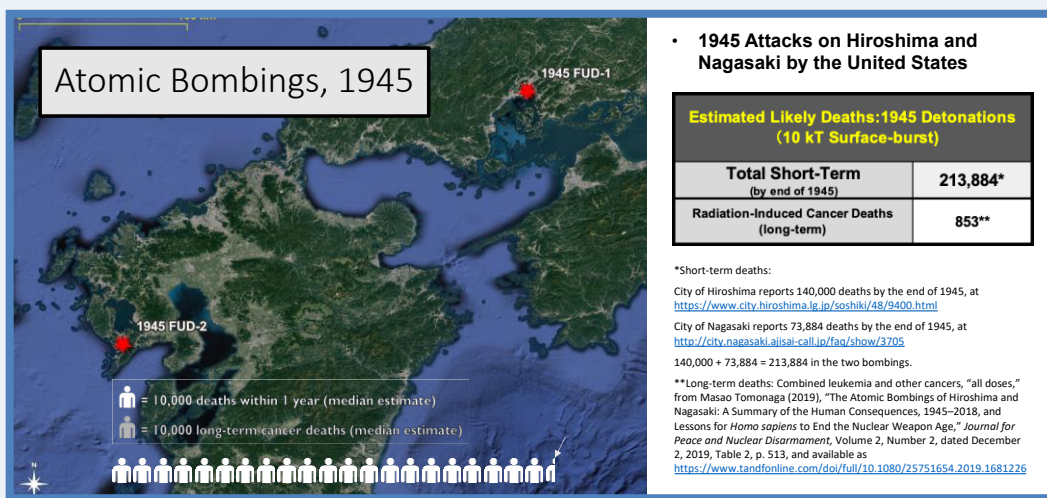 Atomic Bombings, 1945
1945 FUD-1
1945 FUD-2
= 10,000 deaths within 1 year (median estimate)
= 10,000 long-term cancer deaths (median estimate)
N
• 1945 Attacks on Hiroshima and
Nagasaki by the United States
Estimated Likely Deaths:1945 Detonations
(10 kT Surface-burst)
Total Short-Term
(by end of 1945)
213,884*
Radiation-Induced Cancer Deaths
(long-term)
853**
*Short-term deaths:
City of Hiroshima reports 140,000 deaths by the end of 1945, at
https://www.city.hiroshima.lg.jp/soshiki/48/9400.html
City of Nagasaki reports 73,884 deaths by the end of 1945, at
http://city.nagasaki.ajisai-call.jp/faq/show/3705
140,000 + 73,884 = 213,884 in the two bombings.
**Long-term deaths: Combined leukemia and other cancers, “all doses,”
from Masao Tomonaga (2019), “The Atomic Bombings of Hiroshima and
Nagasaki: A Summary of the Human Consequences, 1945–2018, and
Lessons for Homo sapiens to End the Nuclear Weapon Age,” Journal for
Peace and Nuclear Disarmament, Volume 2, Number 2, dated December
2, 2019, Table 2, p. 513, and available as
https://www.tandfonline.com/doi/full/10.1080/25751654.2019.1681226